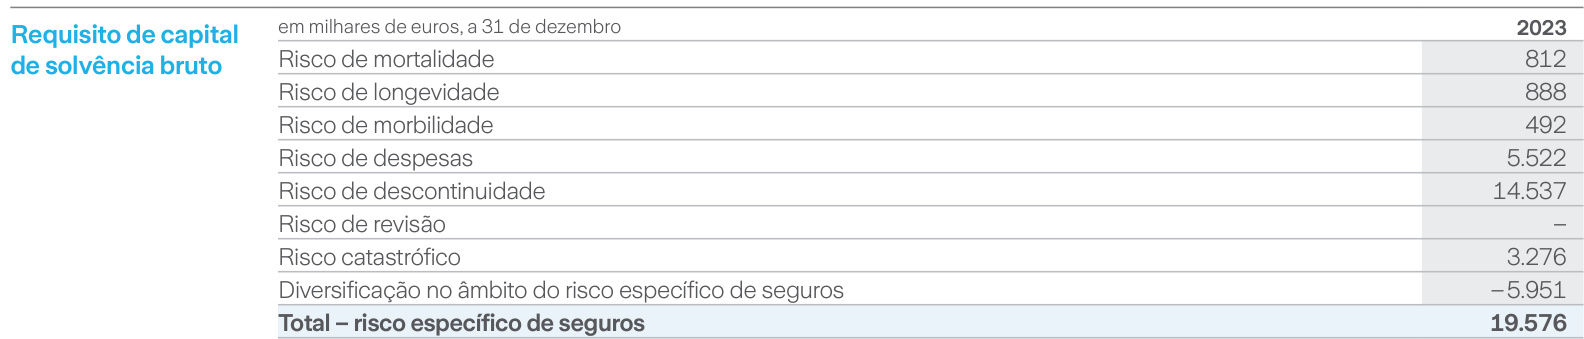 Requisito de capital
de solvência bruto
em milhares de euros, a 31 de dezembro 2023
Risco de mortalidade 812
Risco de longevidade 888
Risco de morbilidade 492
Risco de despesas 5.522
Risco de descontinuidade 14.537
Risco de revisão –
Risco catastrófico 3.276
Diversificação no âmbito do risco específico de seguros –5.951
Total – risco específico de seguros 19.576